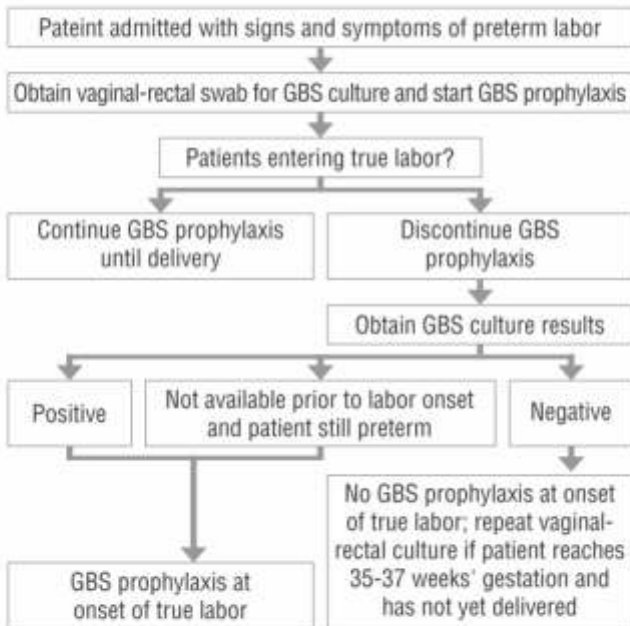 Pateint admitted with signs and symptoms of preterm labor
Obtain vaginal-rectal swab for GBS culture and start GBS prophylaxis
Patients entering true labor?
Continue GBS prophylaxis
until delivery
Discontinue GBS
prophylaxis
Obtain GBS culture results
Positive
Not available prior to labor onset
and patient still preterm
Negative
GBS prophylaxis at
onset of true labor
No GBS prophylaxis at onset
of true labor; repeat vaginal-
rectal culture if patient reaches
35-37 weeks' gestation and
has not yet delivered